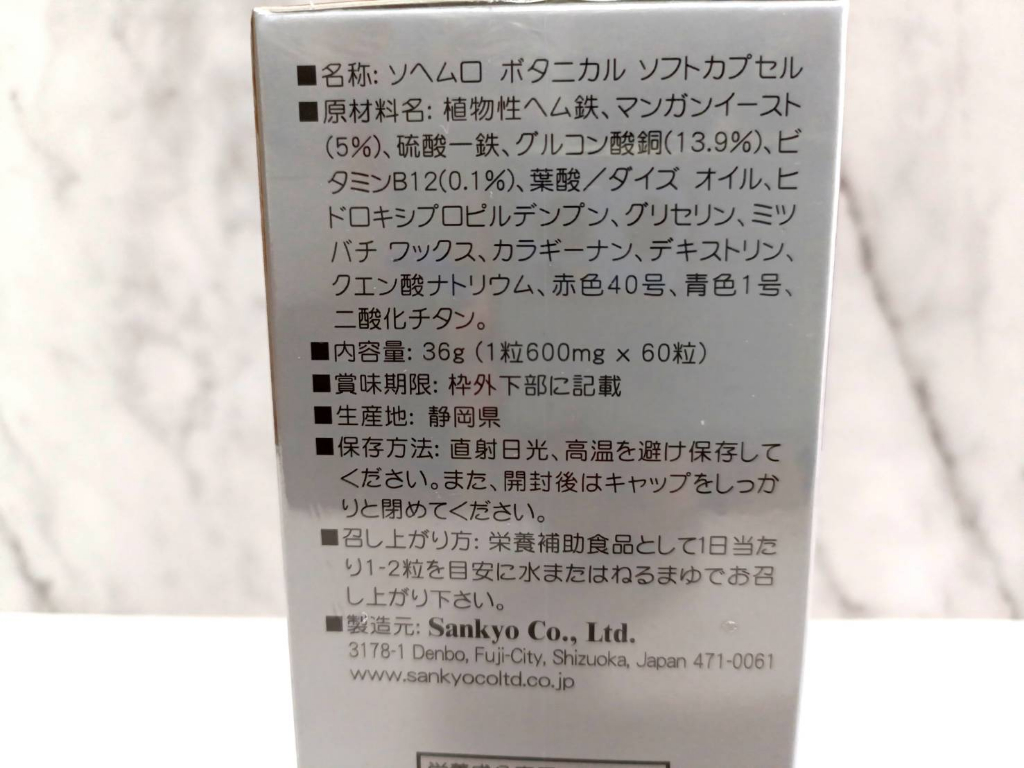 ■名称: ソヘムロ ボタニカル ソフトカプセル
■原材料名: 植物性ヘム鉄、マンガンイースト
(5%)、硫酸一鉄、グルコン酸銅(13.9%)、ビ
タミンB12(0.1%)、葉酸／ダイズ オイル、ヒ
ドロキシプロピルデンプン、グリセリン、ミツ
バチ ワックス、カラギーナン、デキストリン、
クエン酸ナトリウム、赤色40号、青色1号、
二酸化チタン。
■内容量: 36g (1粒600mg x 60粒)
■賞味期限: 枠外下部に記載
■生産地: 静岡県
■保存方法: 直射日光、高温を避け保存して
ください。また、開封後はキャップをしっか
りと閉めてください。
■召し上がり方: 栄養補助食品として1日当た
り1-2粒を目安に水またはねるまゆでお召
し上がり下さい。
■製造元: Sankyo Co., Ltd.
3178-1 Denbo, Fuji-City, Shizuoka, Japan 471-0061
www.sankyocoltd.co.jp